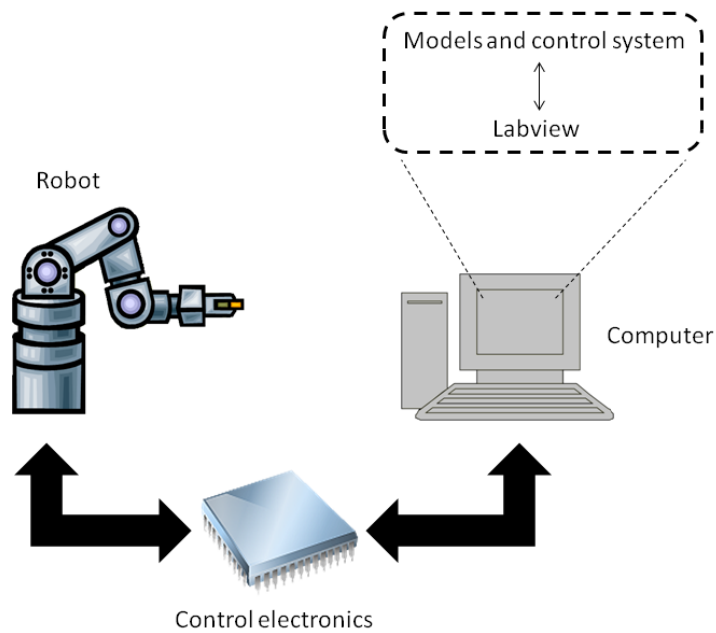 Models and control system
Labview
Robot
Computer
Control electronics